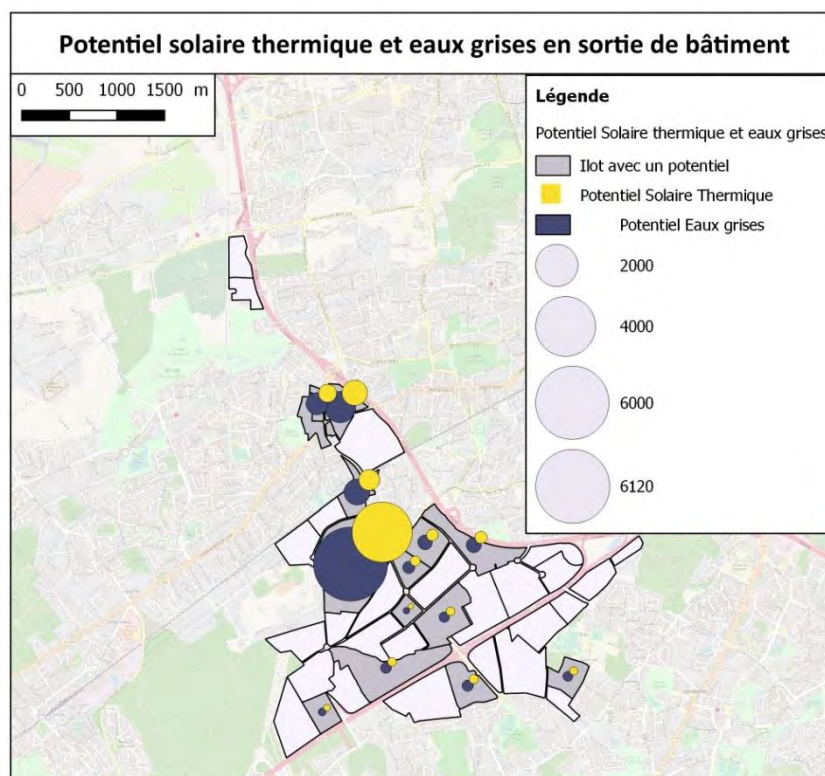 Potentiel solaire thermique et eaux grises en sortie de bâtiment
0 500 1000 1500 m
Légende
Potentiel Solaire thermique et eaux grises
Ilot avec un potentiel
Potentiel Solaire Thermique
Potentiel Eaux grises
2000
4000
6000
6120